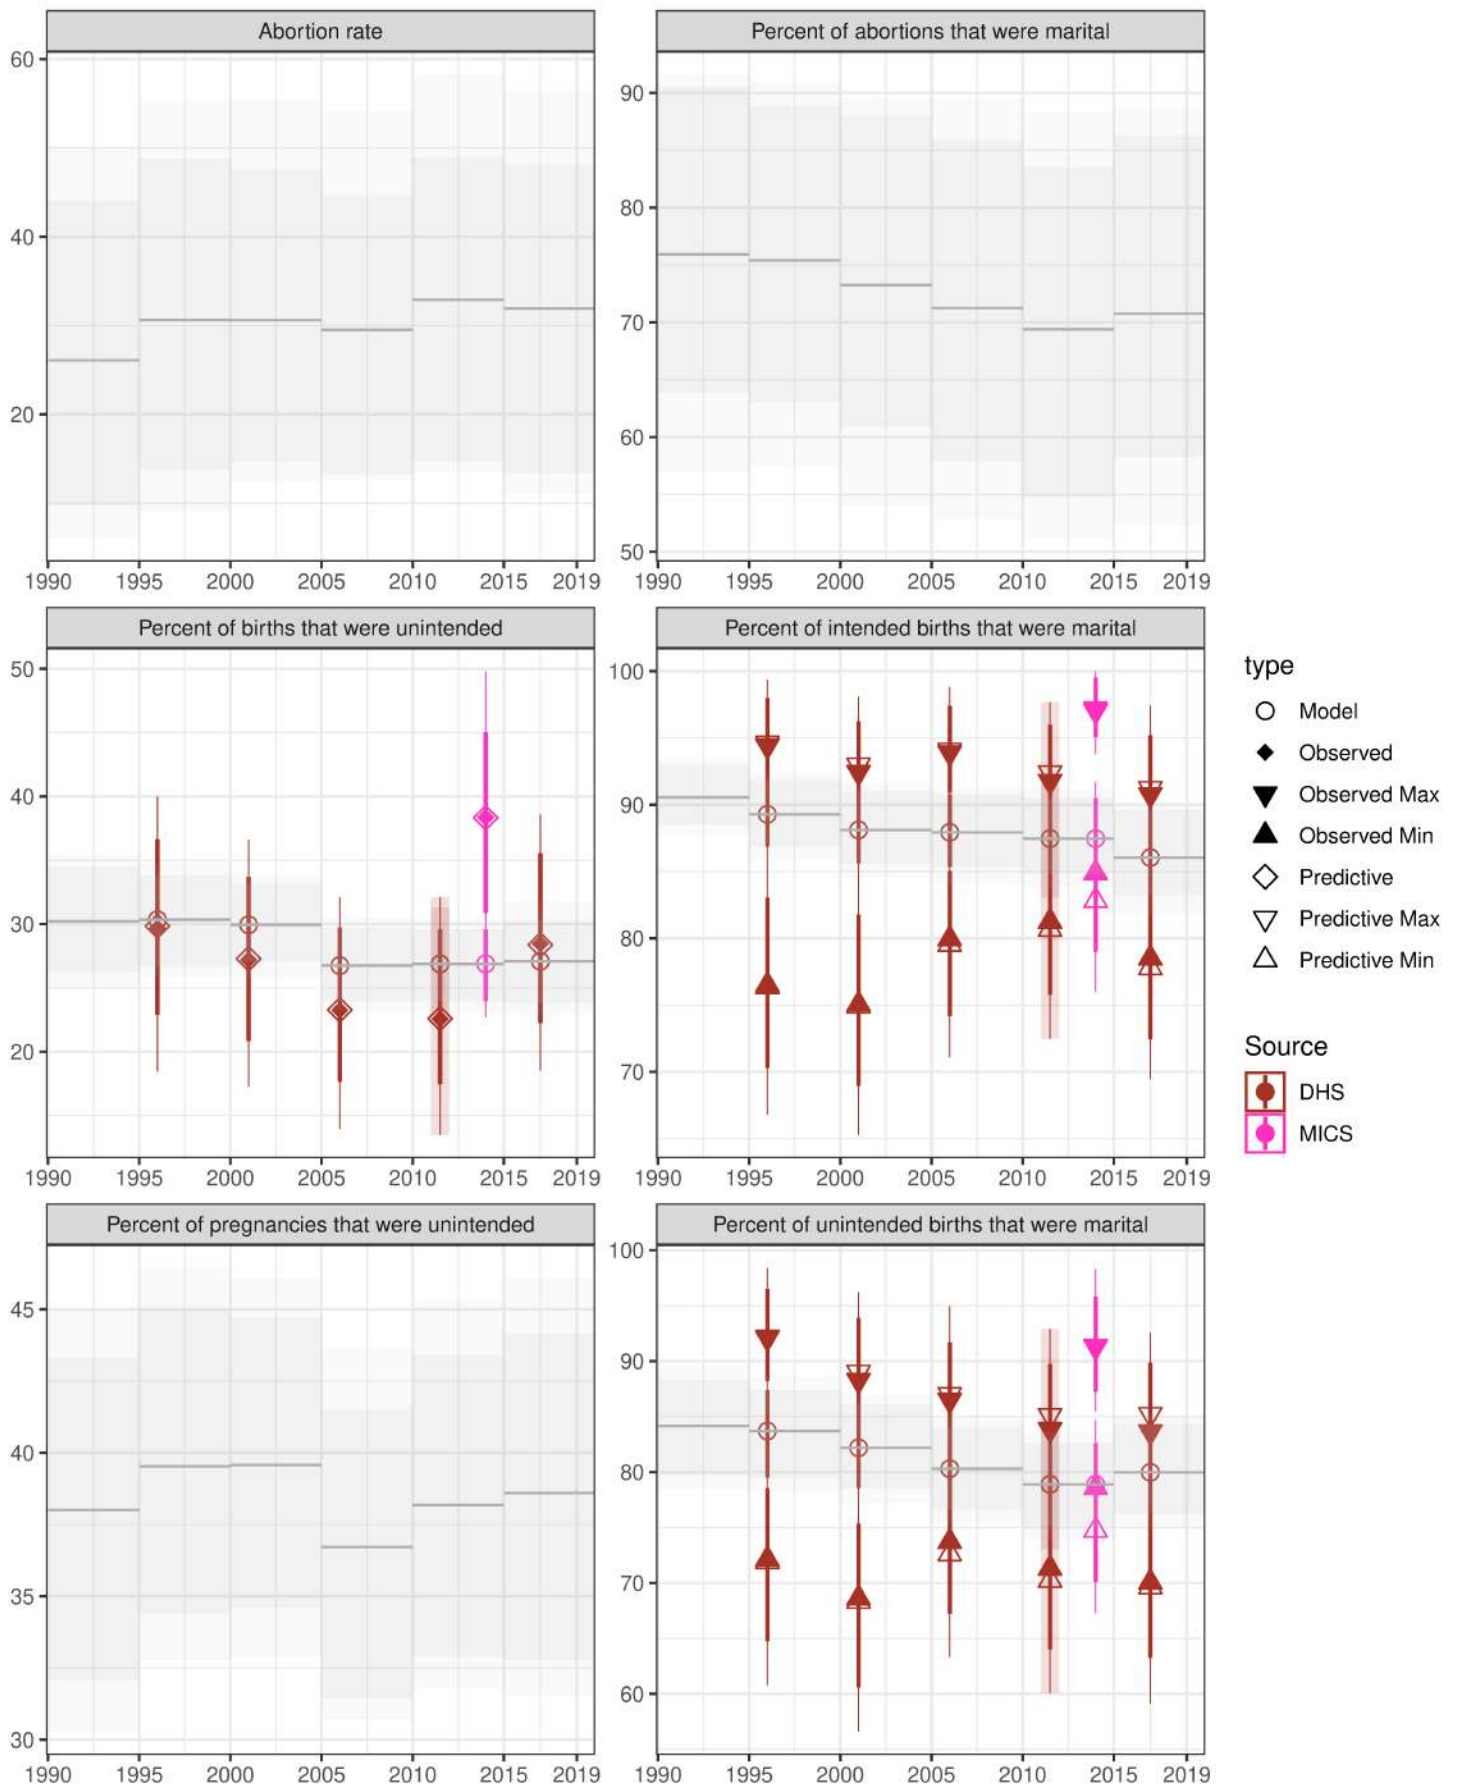 Abortion rate
Percent of abortions that were marital
60
40
20
90
80
70
60
50
1990 1995 2000 2005 2010 2015 2019
1990 1995 2000 2005 2010 2015 2019
Percent of births that were unintended
Percent of intended births that were marital
50
40
30
20
100
90
80
70
1990 1995 2000 2005 2010 2015 2019
1990 1995 2000 2005 2010 2015 2019
type
Model
Observed
Observed Max
Observed Min
Predictive
Predictive Max
Predictive Min
Source
DHS
MICS
Percent of pregnancies that were unintended
Percent of unintended births that were marital
45
40
35
30
100
90
80
70
60
1990 1995 2000 2005 2010 2015 2019
1990 1995 2000 2005 2010 2015 2019